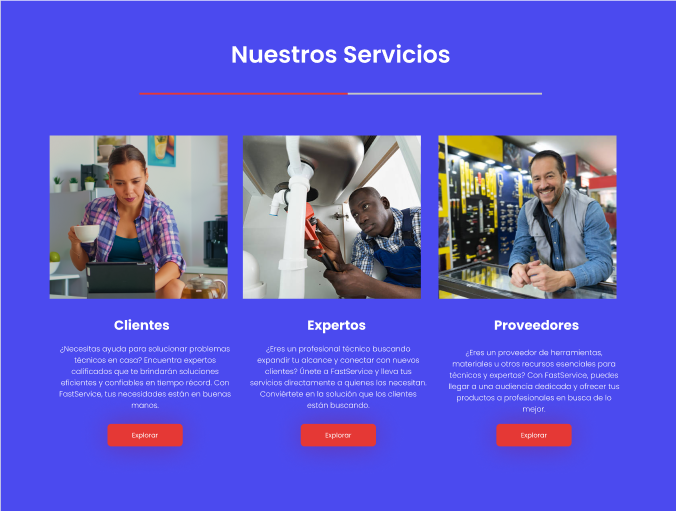 Nuestros Servicios
Clientes
¿Necesitas ayuda para solucionar problemas
técnicos en casa? Encuentra expertos
calificados que te brindarán soluciones
eficientes y confiables en tiempo récord. Con
FastService, tus necesidades están en buenas
manos.
Explorar
Expertos
¿Eres un profesional técnico buscando
expandir tu alcance y conectar con nuevos
clientes? Únete a FastService y lleva tus
servicios directamente a quienes los necesitan.
Conviértete en la solución que los clientes
están buscando.
Explorar
Proveedores
¿Eres un proveedor de herramientas,
materiales u otros recursos esenciales para
técnicos y expertos? Con FastService, puedes
llegar a una audiencia dedicada y ofrecer tus
productos a profesionales en busca de lo
mejor.
Explorar